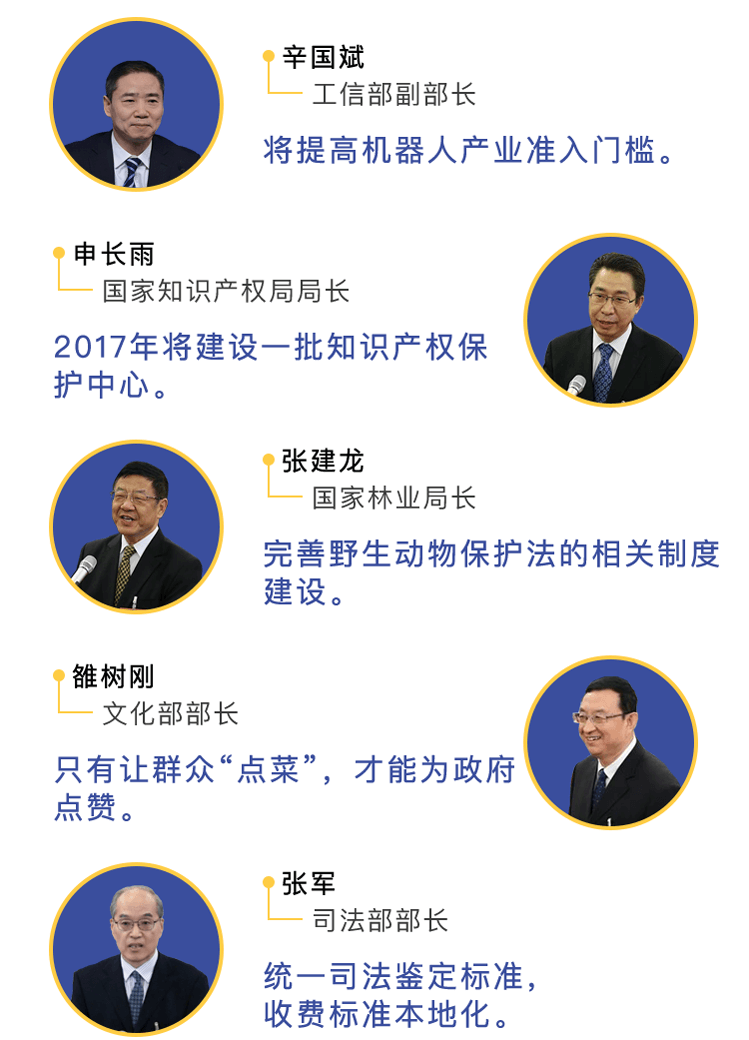 辛国斌
工信部副部长
将提高机器人产业准入门槛。
申长雨
国家知识产权局局长
2017年将建设一批知识产权保
护中心。
张建龙
国家林业局长
完善野生动物保护法的相关制度
建设。
雒树刚
文化部部长
只有让群众“点菜”，才能为政府
点赞。
张军
司法部部长
统一司法鉴定标准，
收费标准本地化。